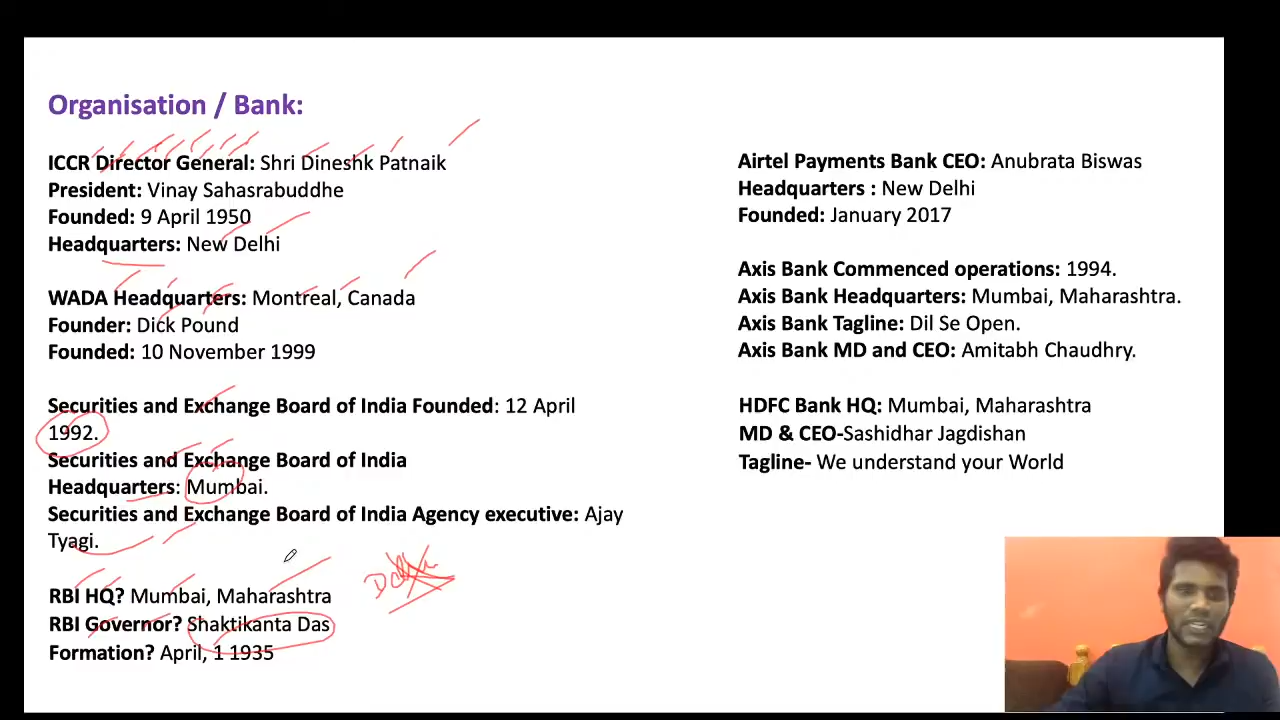 Organisation / Bank:
ICCR Director General: Shri Dineshk Patnaik
President: Vinay Sahasrabuddhe
Founded: 9 April 1950
Headquarters: New Delhi
WADA Headquarters: Montreal, Canada
Founder: Dick Pound
Founded: 10 November 1999
Securities and Exchange Board of India Founded: 12 April
1992.
Securities and Exchange Board of India
Headquarters: Mumbai.
Securities and Exchange Board of India Agency executive: Ajay
Tyagi.
RBI HQ? Mumbai, Maharashtra
RBI Governor? Shaktikanta Das
Formation? April, 1 1935
Airtel Payments Bank CEO: Anubrata Biswas
Headquarters : New Delhi
Founded: January 2017
Axis Bank Commenced operations: 1994.
Axis Bank Headquarters: Mumbai, Maharashtra.
Axis Bank Tagline: Dil Se Open.
Axis Bank MD and CEO: Amitabh Chaudhry.
HDFC Bank HQ: Mumbai, Maharashtra
MD & CEO-Sashidhar Jagdishan
Tagline- We understand your World